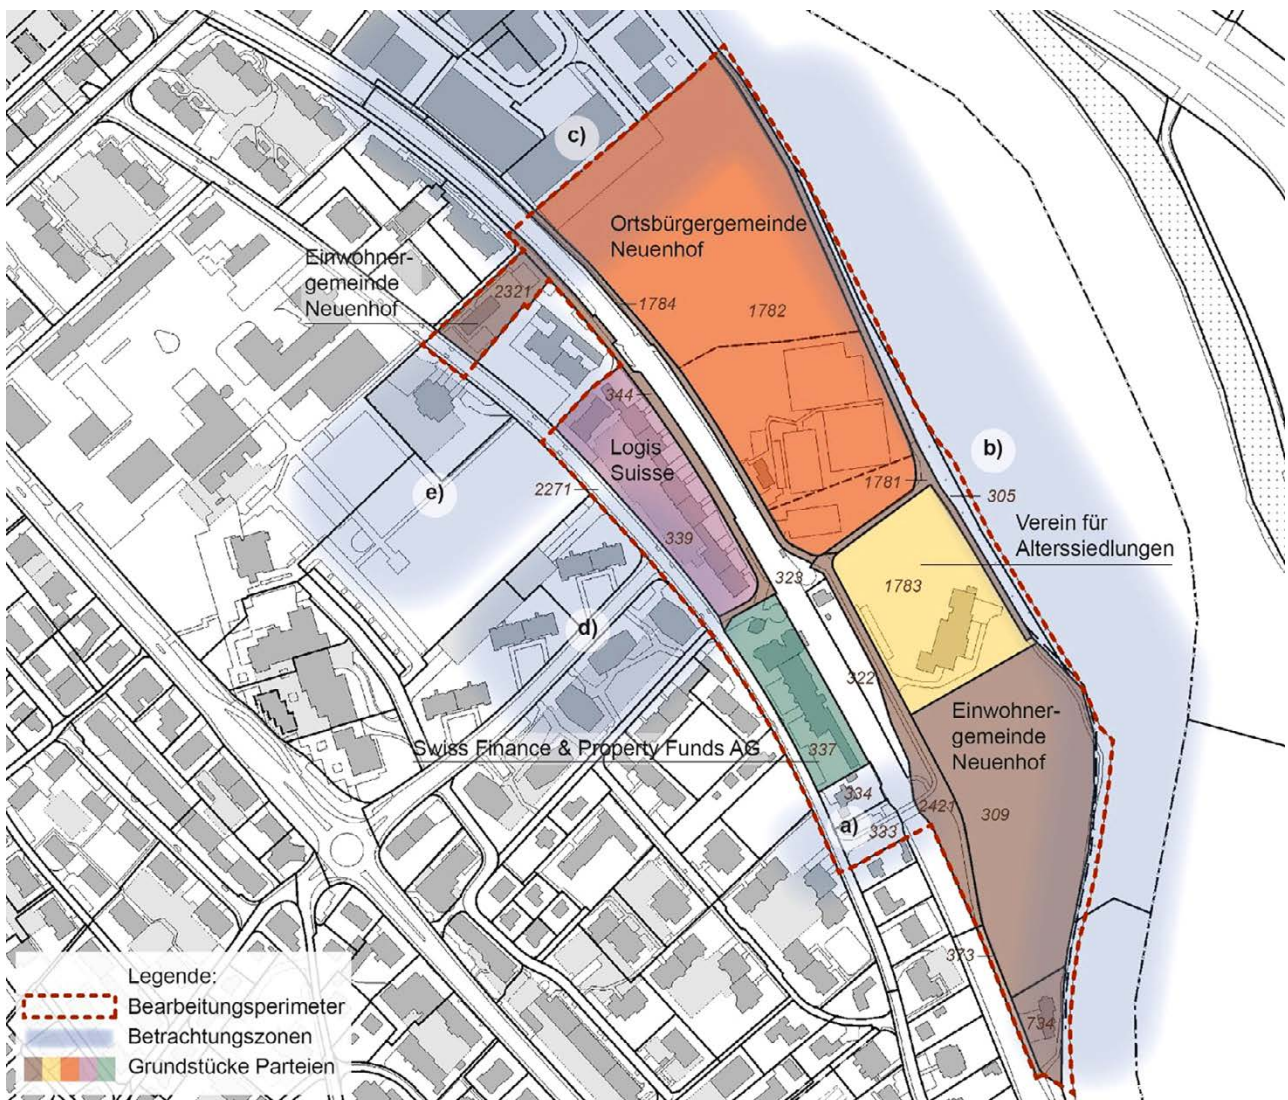 c)
Ortsbürgergemeinde
Neuenhof
Einwohner-
gemeinde
Neuenhof
2321
1784
1782
344
Logis
Suisse
b)
e)
2271
1781
305
339
Verein für
Alterssiedlungen
323
1783
d)
322
Einwohner-
gemeinde
Neuenhof
Swiss Finance & Property Funds AG
337
334
2421
309
a)
333
373
734
Legende:
Bearbeitungsperimeter
Betrachtungszonen
Grundstücke Parteien